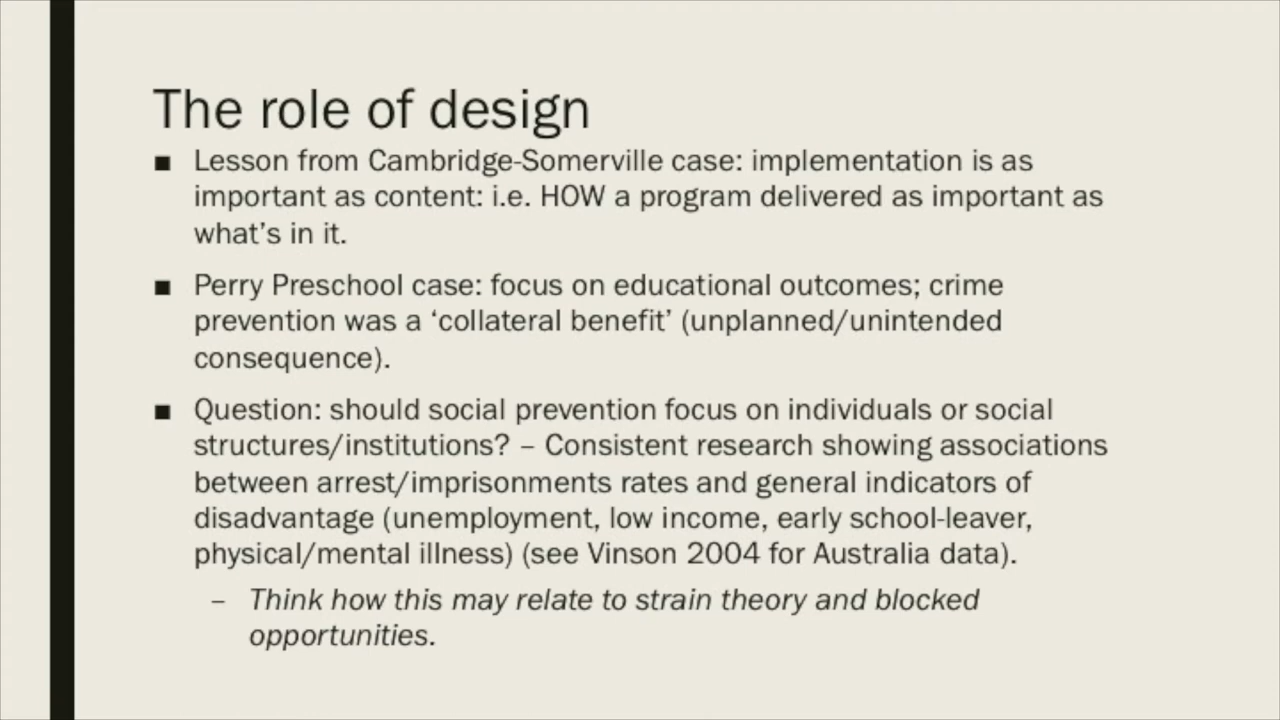 The role of design
■ Lesson from Cambridge-Somerville case: implementation is as
important as content: i.e. HOW a program delivered as important as
what’s in it.
■ Perry Preschool case: focus on educational outcomes; crime
prevention was a ‘collateral benefit’ (unplanned/unintended
consequence).
■ Question: should social prevention focus on individuals or social
structures/institutions? – Consistent research showing associations
between arrest/imprisonments rates and general indicators of
disadvantage (unemployment, low income, early school-leaver,
physical/mental illness) (see Vinson 2004 for Australia data).
– Think how this may relate to strain theory and blocked
opportunities.